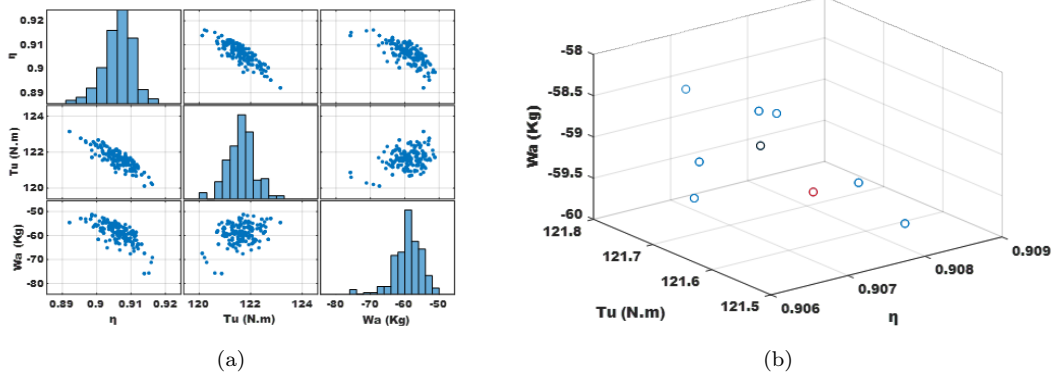 0.92
0.91
0.9
0.89
η
124
122
120
Tu (N.m)
-50
-60
-70
-80
Wa (Kg)
0.89 0.9 0.91 0.92
η
120 122 124
Tu (N.m)
-80 -70 -60 -50
Wa (Kg)
(a)
-58
-58.5
-59
-59.5
-60
Wa (Kg)
121.8
121.7
121.6
121.5
Tu (N.m)
0.906
0.907
0.908
0.909
η
(b)